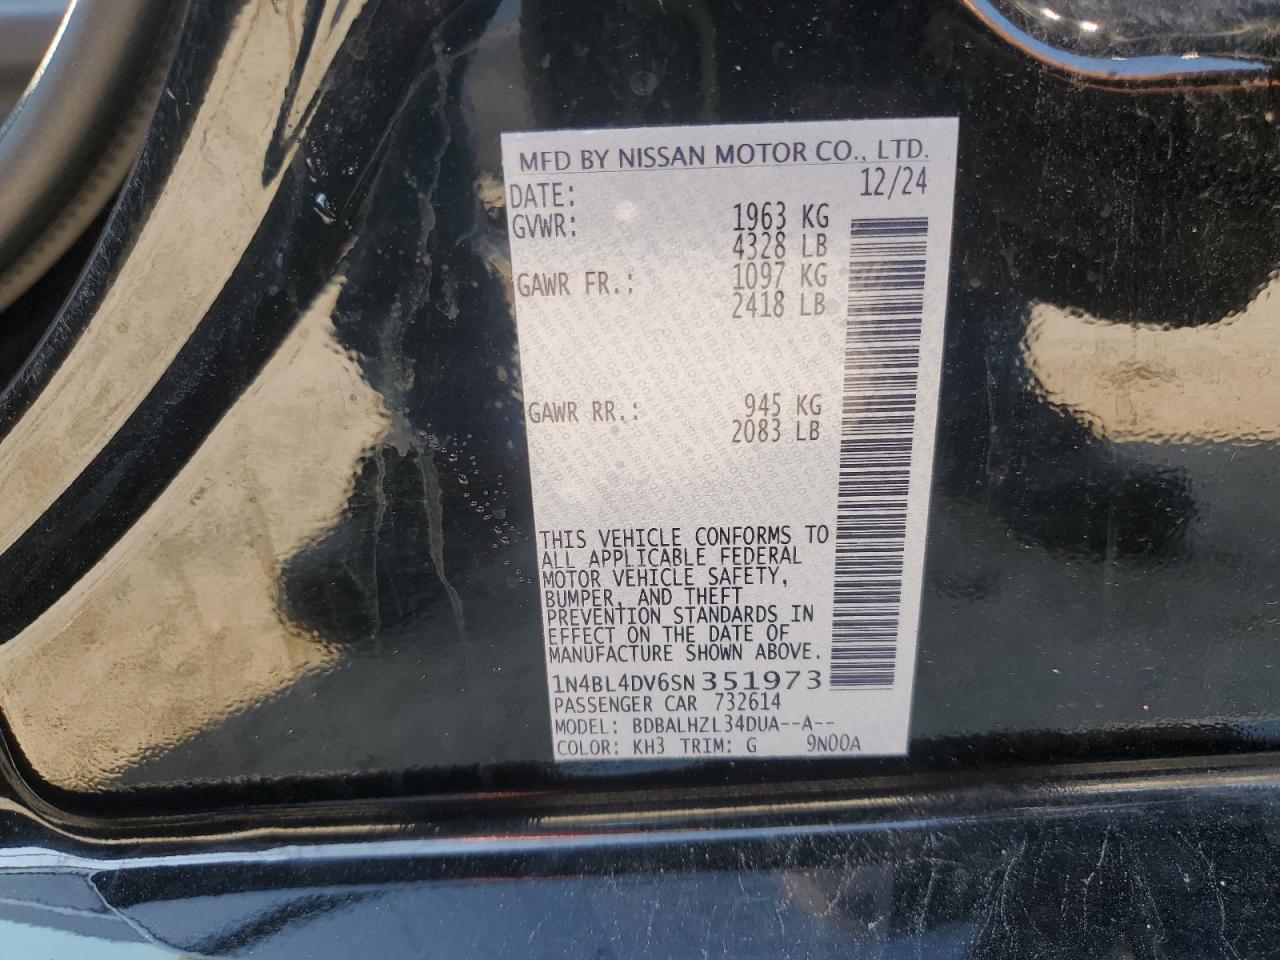 MFD BY NISSAN MOTOR CO., LTD.
DATE: 12/24
GVWR: 1963 KG
4328 LB
GAWR FR.: 1097 KG
2418 LB
GAWR RR.: 945 KG
2083 LB
THIS VEHICLE CONFORMS TO
ALL APPLICABLE FEDERAL
MOTOR VEHICLE SAFETY,
BUMPER, AND THEFT
PREVENTION STANDARDS IN
EFFECT ON THE DATE OF
MANUFACTURE SHOWN ABOVE.
1N4BL4DV6SN351973
PASSENGER CAR 732614
MODEL: BDBALHZL34DUA--A--
COLOR: KH3 TRIM: G 9N00A